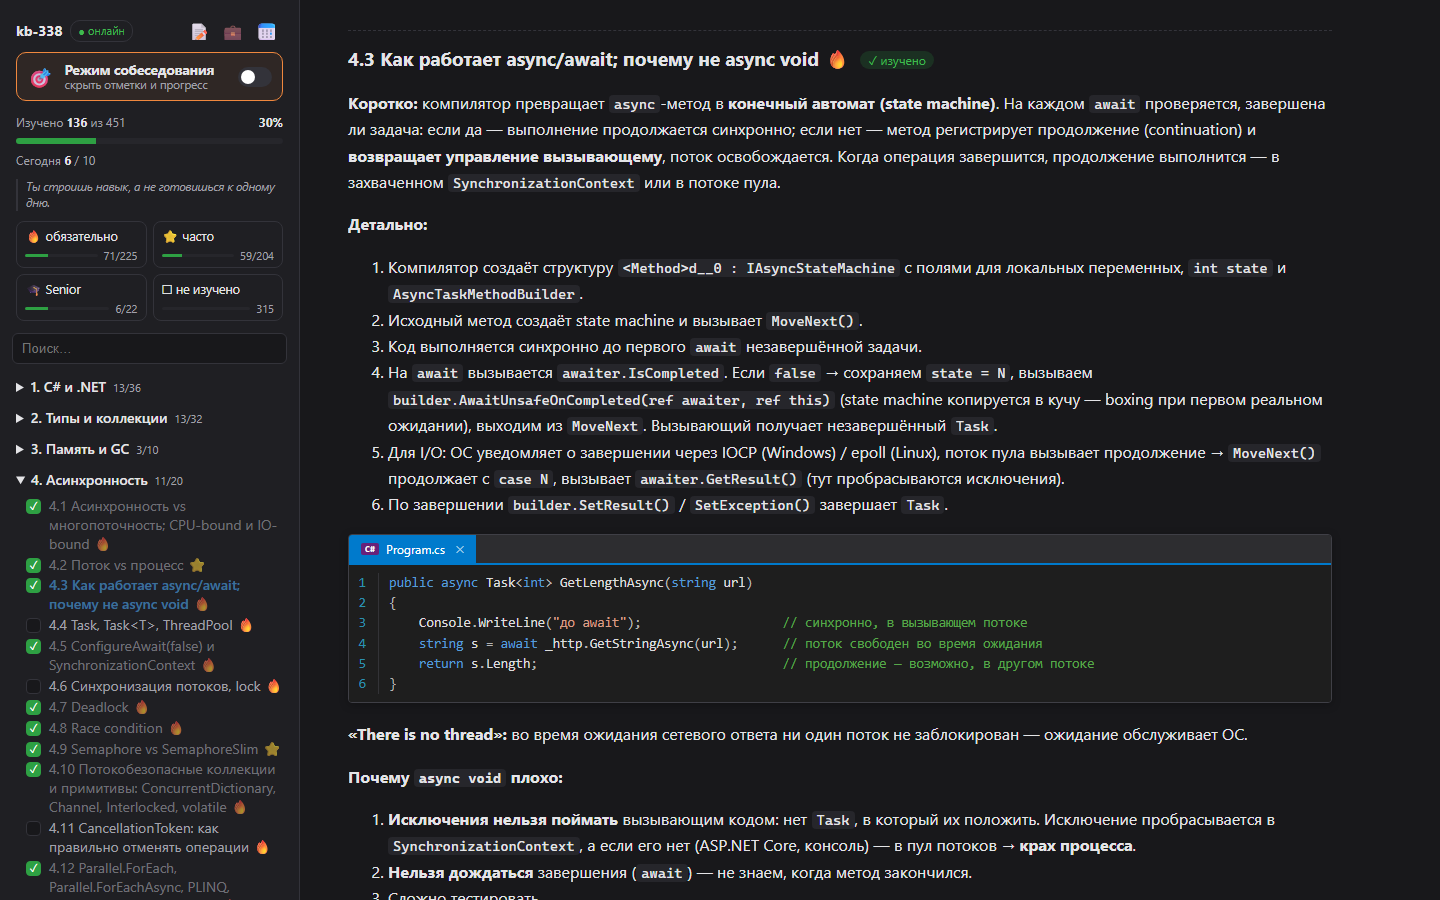 kb-338 ● онлайн
Режим собеседования
скрыть отметки и прогресс
Изучено 136 из 451 30%
Сегодня 6 / 10
Ты строишь навык, а не готовишься к одному
дню.
обязательно
71/225
часто
59/204
Senior
6/22
не изучено
315
Поиск...
1. C# и .NET 13/36
2. Типы и коллекции 13/32
3. Память и GC 3/10
4. Асинхронность 11/20
4.1 Асинхронность vs
многопоточность; CPU-bound и IO-
bound
4.2 Поток vs процесс
4.3 Как работает async/await;
почему не async void
4.4 Task, Task<T>, ThreadPool
4.5 ConfigureAwait(false) и
SynchronizationContext
4.6 Синхронизация потоков, lock
4.7 Deadlock
4.8 Race condition
4.9 Semaphore vs SemaphoreSlim
4.10 Потокобезопасные коллекции
и примитивы: ConcurrentDictionary,
Channel, Interlocked, volatile
4.11 CancellationToken: как
правильно отменять операции
4.12 Parallel.ForEach,
Parallel.ForEachAsync, PLINQ,
4.3 Как работает async/await; почему не async void ✓ изучено
Коротко: компилятор превращает async-метод в конечный автомат (state machine). На каждом await проверяется, завершена
ли задача: если да — выполнение продолжается синхронно; если нет — метод регистрирует продолжение (continuation) и
возвращает управление вызывающему, поток освобождается. Когда операция завершится, продолжение выполнится — в
захваченном SynchronizationContext или в потоке пула.
Детально:
1. Компилятор создаёт структуру <Method>d__0 : IAsyncStateMachine с полями для локальных переменных, int state и
AsyncTaskMethodBuilder.
2. Исходный метод создаёт state machine и вызывает MoveNext().
3. Код выполняется синхронно до первого await незавершённой задачи.
4. На await вызывается awaiter.IsCompleted. Если false → сохраняем state = N, вызываем
builder.AwaitUnsafeOnCompleted(ref awaiter, ref this) (state machine копируется в кучу — boxing при первом реальном
ожидании), выходим из MoveNext. Вызывающий получает незавершённый Task.
5. Для I/O: ОС уведомляет о завершении через IOCP (Windows) / epoll (Linux), поток пула вызывает продолжение → MoveNext()
продолжает с case N, вызывает awaiter.GetResult() (тут пробрасываются исключения).
6. По завершении builder.SetResult() / SetException() завершает Task.
C# Program.cs ×
1 public async Task<int> GetLengthAsync(string url)
2 {
3 Console.WriteLine("до await"); // синхронно, в вызывающем потоке
4 string s = await _http.GetStringAsync(url); // поток свободен во время ожидания
5 return s.Length; // продолжение — возможно, в другом потоке
6 }
«There is no thread»: во время ожидания сетевого ответа ни один поток не заблокирован — ожидание обслуживает ОС.
Почему async void плохо:
1. Исключения нельзя поймать вызывающим кодом: нет Task, в который их положить. Исключение пробрасывается в
SynchronizationContext, а если его нет (ASP.NET Core, консоль) — в пул потоков → крах процесса.
2. Нельзя дождаться завершения (await) — не знаем, когда метод закончился.
3. Сложно тестировать.